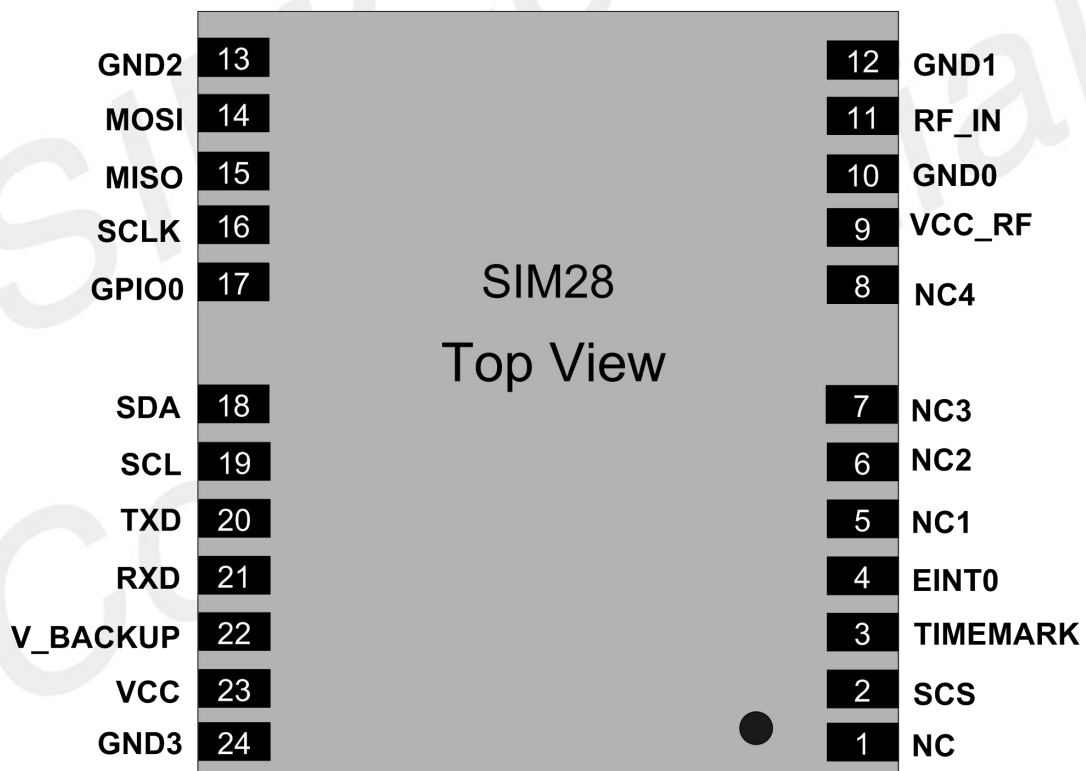 GND2 13 12 GND1
MOSI 14 11 RF_IN
MISO 15 10 GND0
SCLK 16 9 VCC_RF
GPIO0 17 SIM28 8 NC4
Top View
SDA 18 7 NC3
SCL 19 6 NC2
TXD 20 5 NC1
RXD 21 4 EINT0
V_BACKUP 22 3 TIMEMARK
VCC 23 2 SCS
GND3 24 1 NC